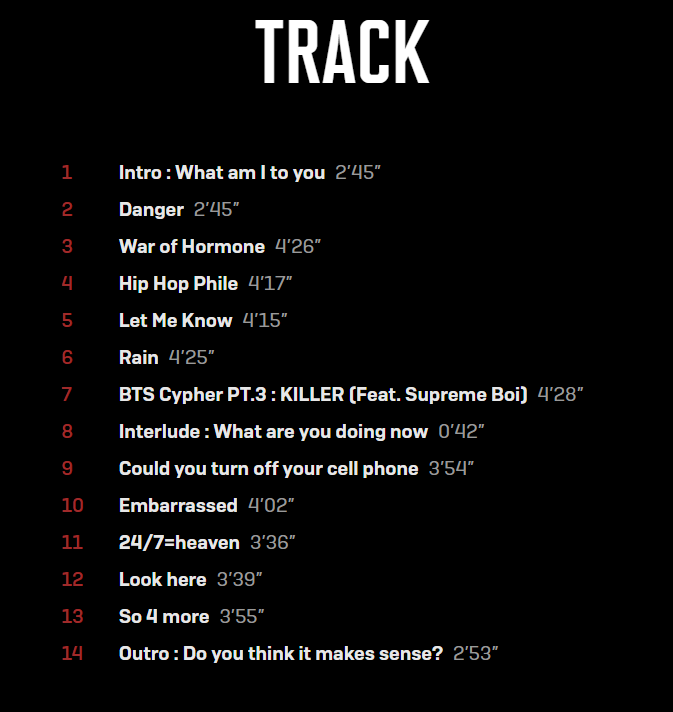 TRACK
1 Intro : What am I to you 2'45"
2 Danger 2'45"
3 War of Hormone 4'26"
4 Hip Hop Phile 4'17"
5 Let Me Know 4'15"
6 Rain 4'25"
7 BTS Cypher PT.3 : KILLER (Feat. Supreme Boi) 4'28"
8 Interlude : What are you doing now 0'42"
9 Could you turn off your cell phone 3'54"
10 Embarrassed 4'02"
11 24/7=heaven 3'36"
12 Look here 3'39"
13 So 4 more 3'55"
14 Outro : Do you think it makes sense? 2'53"